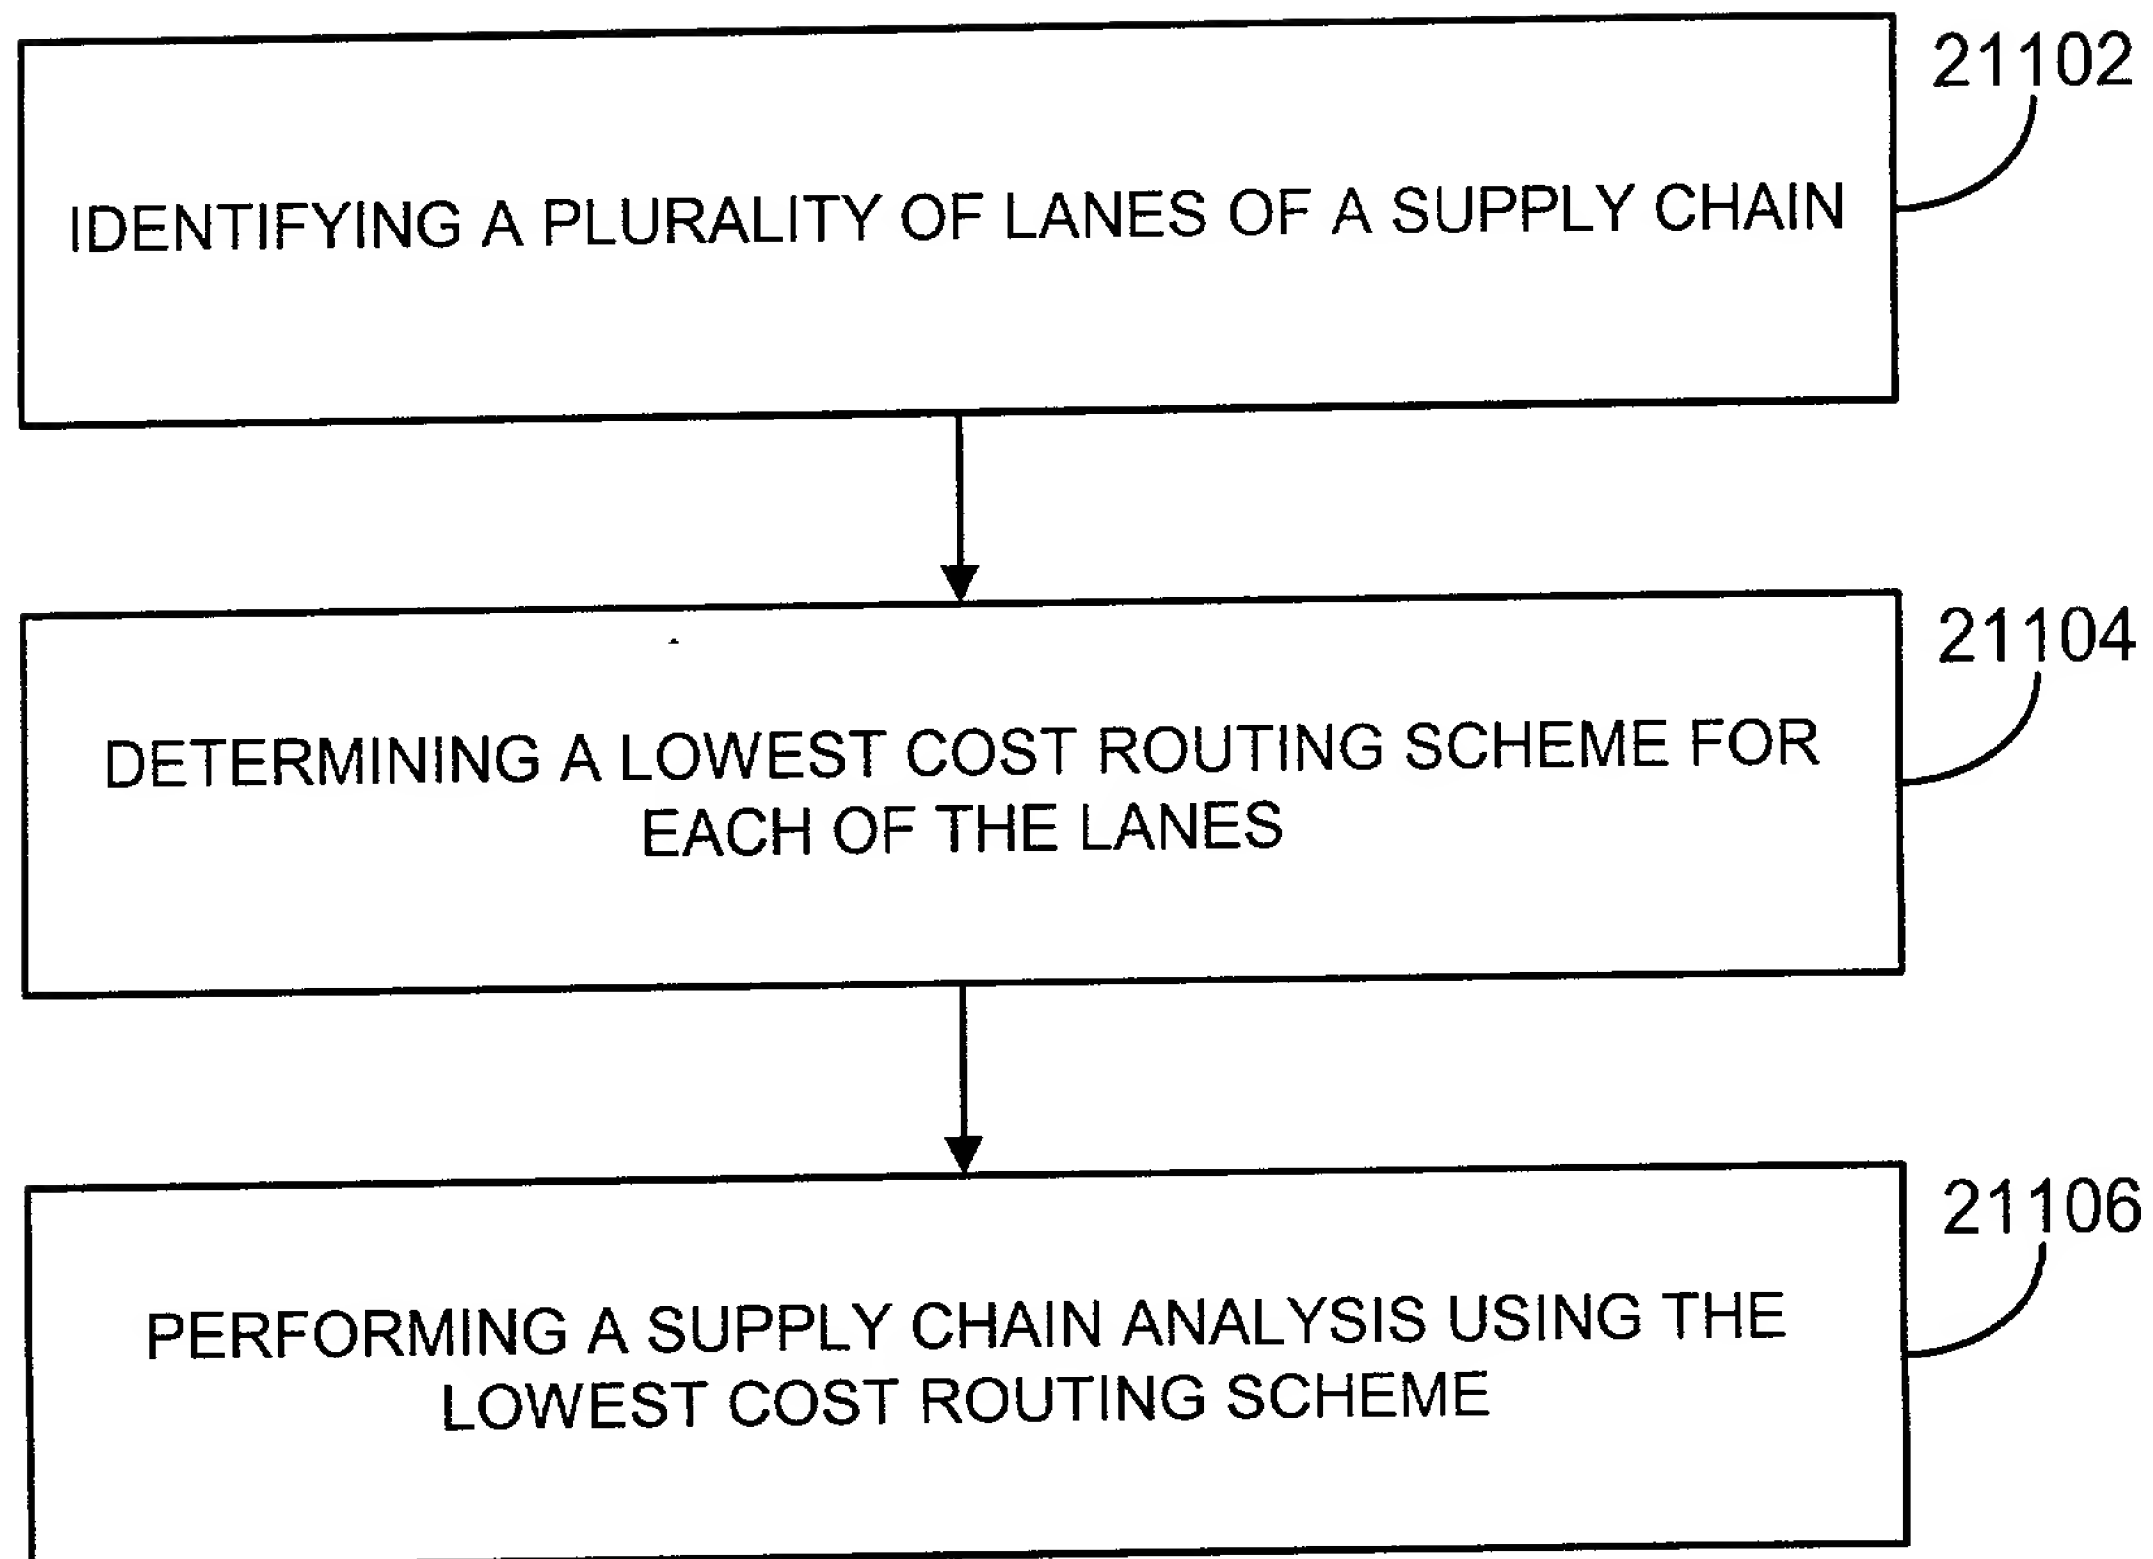 21102
IDENTIFYING A PLURALITY OF LANES OF A SUPPLY CHAIN
21104
DETERMINING A LOWEST COST ROUTING SCHEME FOR
EACH OF THE LANES
21106
PERFORMING A SUPPLY CHAIN ANALYSIS USING THE
LOWEST COST ROUTING SCHEME